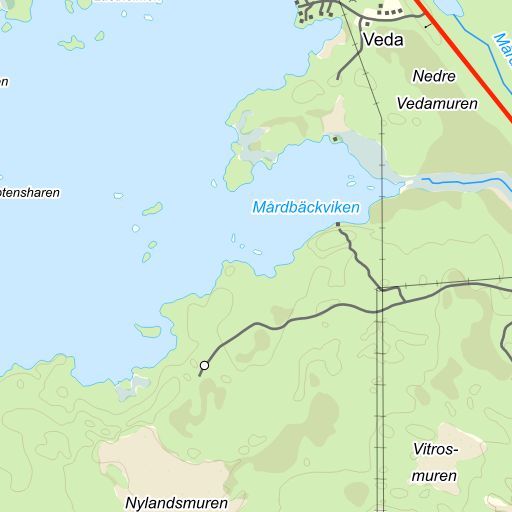 Veda
Nedre
Vedamuren
Mårdbäckviken
Vitros-
muren
Nylandsmuren